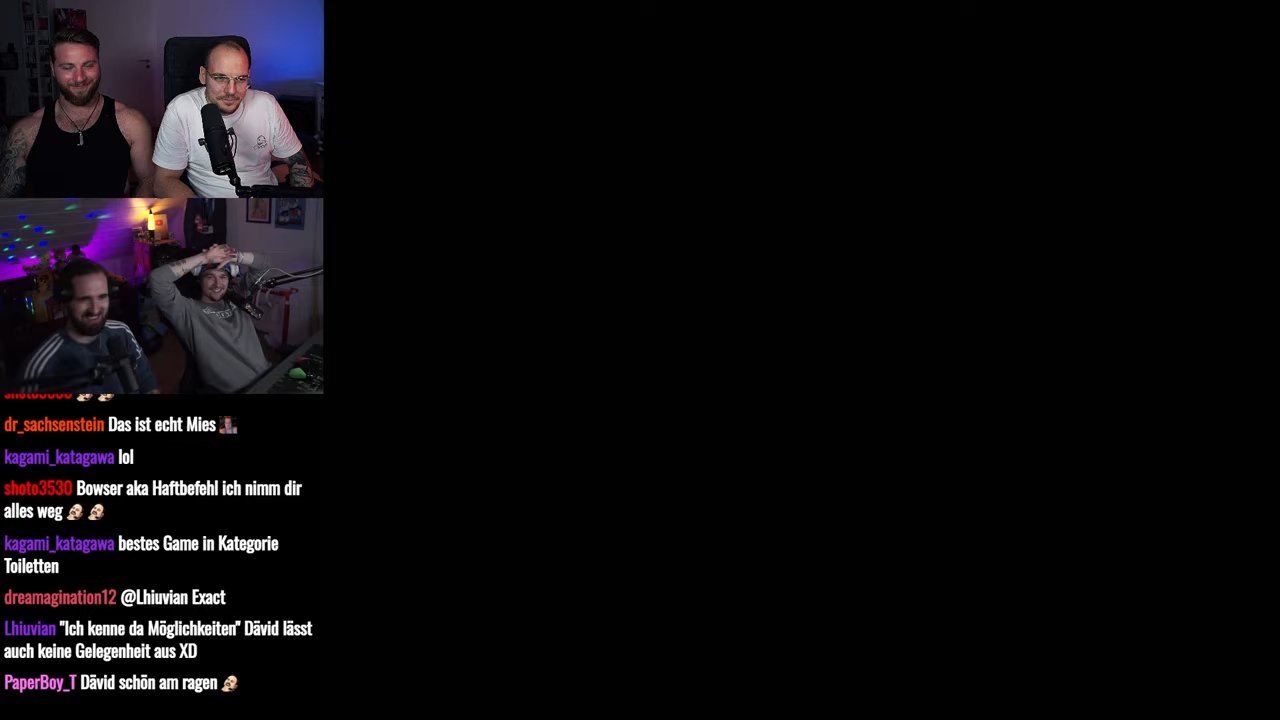 shoto3530
dr_sachsenstein Das ist echt Mies
kagami_katagawa lol
shoto3530 Bowser aka Haftbefehl ich nimm dir
alles weg
kagami_katagawa bestes Game in Kategorie
Toiletten
dreamagination12 @Lhiuvian Exact
Lhiuvian "Ich kenne da Möglichkeiten" Dävid lässt
auch keine Gelegenheit aus XD
PaperBoy_T Dävid schön am ragen